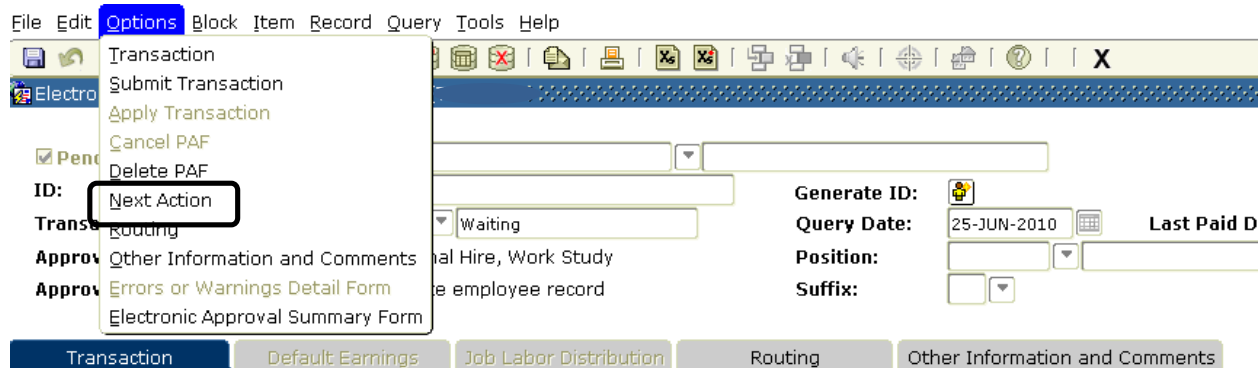 File Edit Options Block Item Record Query Tools Help
Transaction
Submit Transaction
Electro
Apply Transaction
Cancel PAF
Pend
Delete PAF
ID:
Next Action
Generate ID:
Transa
Routing
Waiting
Query Date: 25-JUN-2010 Last Paid D
Approv
Other Information and Comments
al Hire, Work Study
Position:
Approv
Errors or Warnings Detail Form
e employee record
Suffix:
Electronic Approval Summary Form
Transaction Default Earnings Job Labor Distribution Routing Other Information and Comments